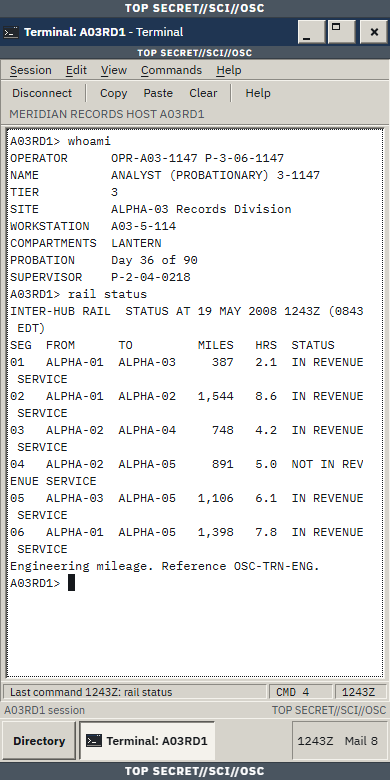 TOP SECRET//SCI//OSC
Terminal: A03RD1 - Terminal
TOP SECRET//SCI//OSC
Session Edit View Commands Help
Disconnect Copy Paste Clear Help
MERIDIAN RECORDS HOST A03RD1
A03RD1> whoami
OPERATOR OPR-A03-1147 P-3-06-1147
NAME ANALYST (PROBATIONARY) 3-1147
TIER 3
SITE ALPHA-03 Records Division
WORKSTATION A03-5-114
COMPARTMENTS LANTERN
PROBATION Day 36 of 90
SUPERVISOR P-2-04-0218
A03RD1> rail status
INTER-HUB RAIL STATUS AT 19 MAY 2008 1243Z (0843
EDT)
SEG FROM TO MILES HRS STATUS
01 ALPHA-01 ALPHA-03 387 2.1 IN REVENUE
SERVICE
02 ALPHA-01 ALPHA-02 1,544 8.6 IN REVENUE
SERVICE
03 ALPHA-02 ALPHA-04 748 4.2 IN REVENUE
SERVICE
04 ALPHA-02 ALPHA-05 891 5.0 NOT IN REV
ENUE SERVICE
05 ALPHA-03 ALPHA-05 1,106 6.1 IN REVENUE
SERVICE
06 ALPHA-01 ALPHA-05 1,398 7.8 IN REVENUE
SERVICE
Engineering mileage. Reference OSC-TRN-ENG.
A03RD1>
Last command 1243Z: rail status CMD 4 1243Z
A03RD1 session TOP SECRET//SCI//OSC
Directory Terminal: A03RD1 1243Z Mail 8
TOP SECRET//SCI//OSC